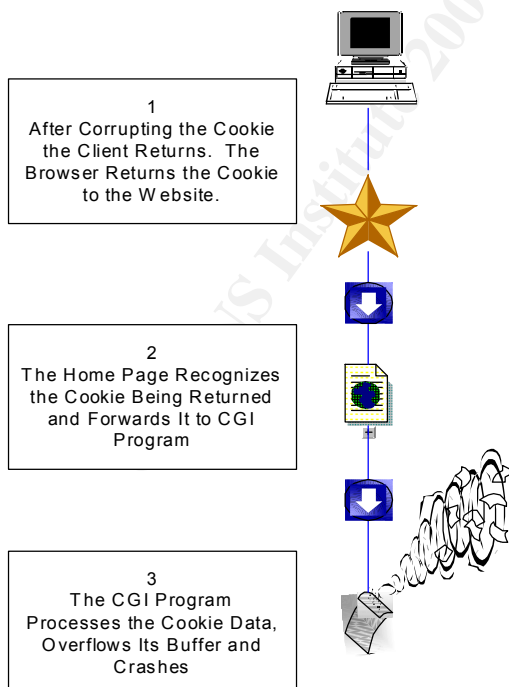 1
After Corrupting the Cookie
the Client Returns. The
Browser Returns the Cookie
to the Website.
2
The Home Page Recognizes
the Cookie Being Returned
and Forwards It to CGI
Program
3
The CGI Program
Processes the Cookie Data,
Overflows Its Buffer and
Crashes